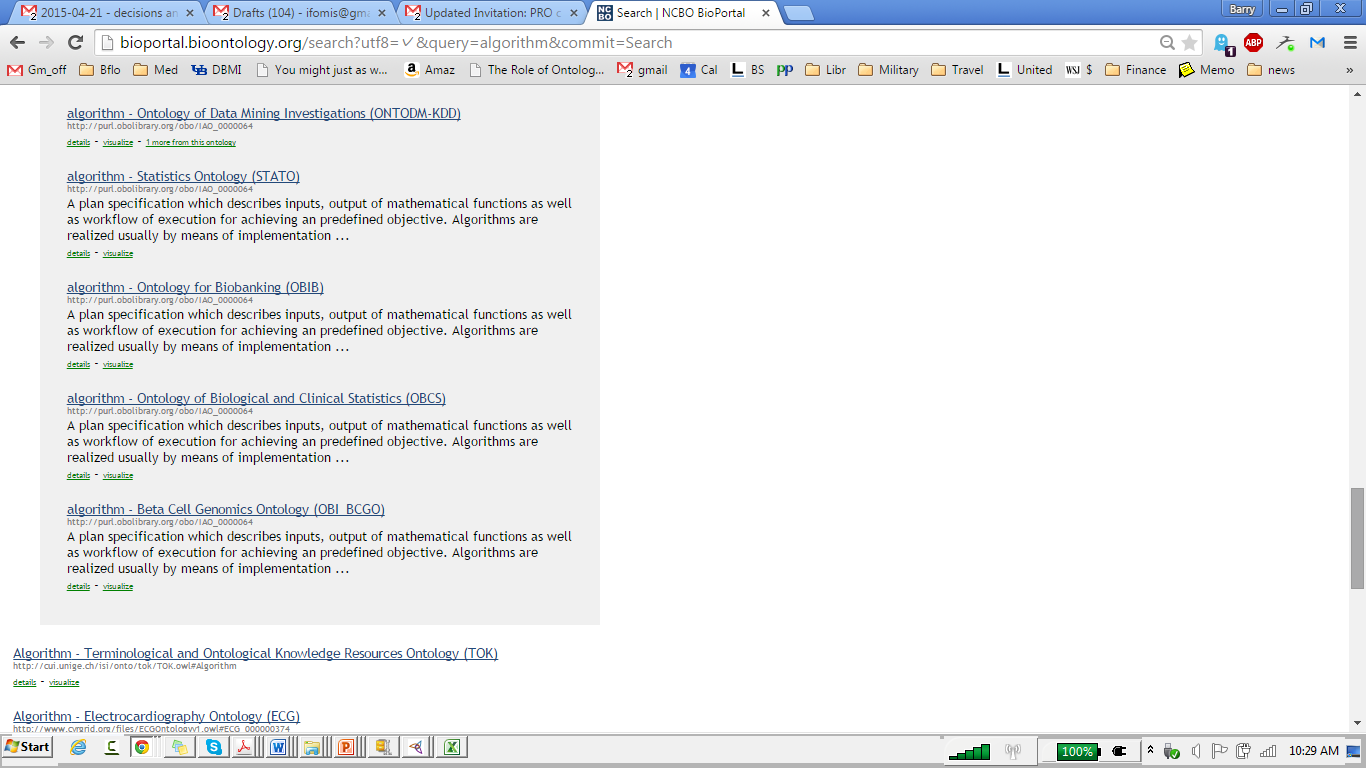 2015-04-21 - decisions an
Drafts (104) - ifomis@gma
Updated Invitation: PRO c
Search | NCBO BioPortal
Barry
bioportal.bioontology.org/search?utf8=✓&query=algorithm&commit=Search
ABP
Gm_off
Bflo
Med
DBMI
You might just as w...
Amaz
The Role of Ontolog...
gmail
Cal
BS
Libr
Military
Travel
United
WSJ $
Finance
Memo
news
»
algorithm - Ontology of Data Mining Investigations (ONTODM-KDD)
http://purl.obolibrary.org/obo/IAO_0000064
details - visualize - 1 more from this ontology
algorithm - Statistics Ontology (STATO)
http://purl.obolibrary.org/obo/IAO_0000064
A plan specification which describes inputs, output of mathematical functions as well
as workflow of execution for achieving an predefined objective. Algorithms are
realized usually by means of implementation ...
details - visualize
algorithm - Ontology for Biobanking (OBIB)
http://purl.obolibrary.org/obo/IAO_0000064
A plan specification which describes inputs, output of mathematical functions as well
as workflow of execution for achieving an predefined objective. Algorithms are
realized usually by means of implementation ...
details - visualize
algorithm - Ontology of Biological and Clinical Statistics (OBCS)
http://purl.obolibrary.org/obo/IAO_0000064
A plan specification which describes inputs, output of mathematical functions as well
as workflow of execution for achieving an predefined objective. Algorithms are
realized usually by means of implementation ...
details - visualize
algorithm - Beta Cell Genomics Ontology (OBI_BCGO)
http://purl.obolibrary.org/obo/IAO_0000064
A plan specification which describes inputs, output of mathematical functions as well
as workflow of execution for achieving an predefined objective. Algorithms are
realized usually by means of implementation ...
details - visualize
Algorithm - Terminological and Ontological Knowledge Resources Ontology (TOK)
http://cui.unige.ch/isi/onto/tok/TOK.owl#Algorithm
details - visualize
Algorithm - Electrocardiography Ontology (ECG)
http://www.cvrgrid.org/files/ECGOntologyv1.owl#ECG_000000374
Start
100%
10:29 AM